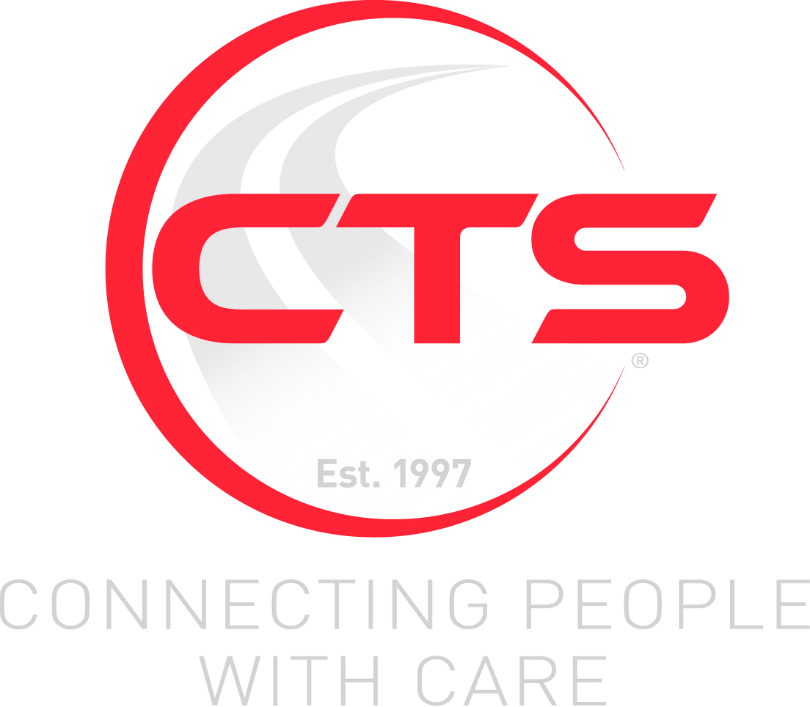 CTS
®
Est. 1997
CONNECTING PEOPLE
WITH CARE